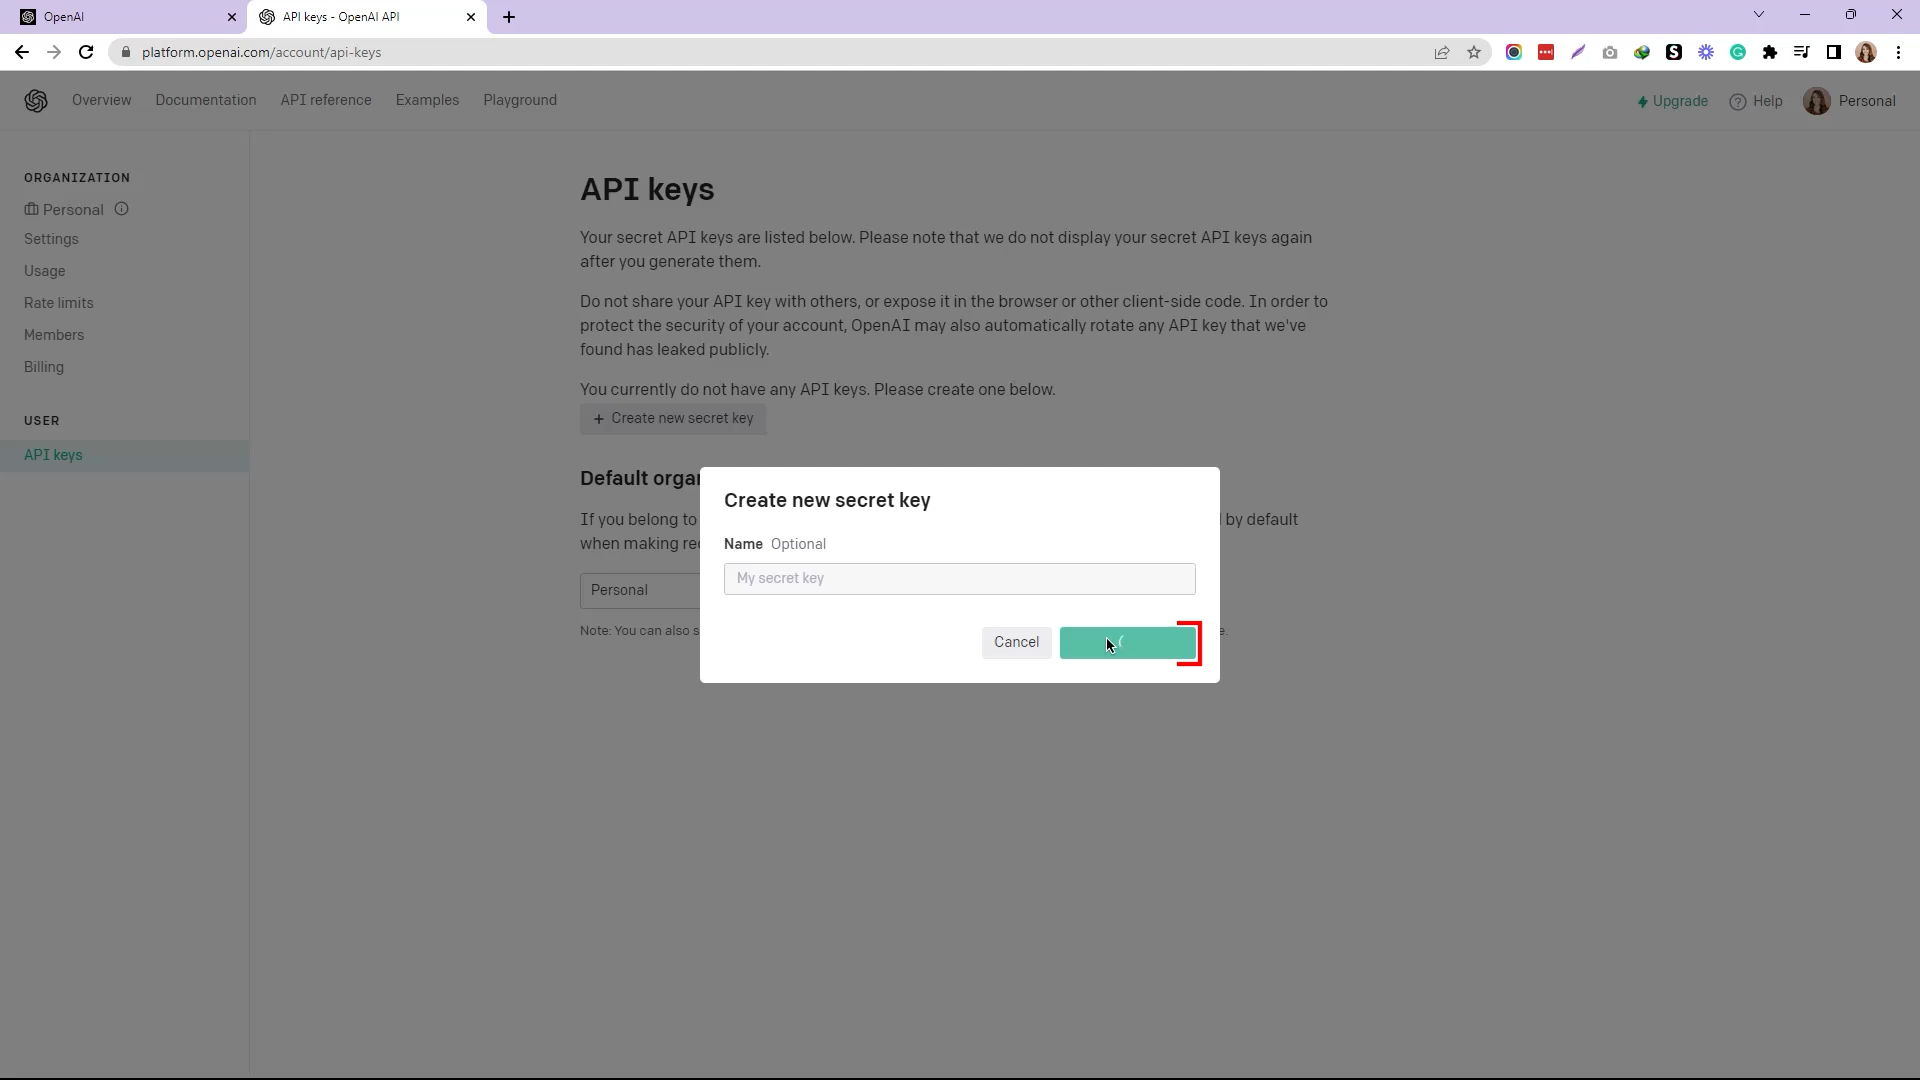 OpenAI
API keys - OpenAI API
platform.openai.com/account/api-keys
Overview
Documentation
API reference
Examples
Playground
Upgrade
Help
Personal
ORGANIZATION
Personal
Settings
Usage
Rate limits
Members
Billing
USER
API keys
API keys
Your secret API keys are listed below. Please note that we do not display your secret API keys again
after you generate them.
Do not share your API key with others, or expose it in the browser or other client-side code. In order to
protect the security of your account, OpenAI may also automatically rotate any API key that we've
found has leaked publicly.
You currently do not have any API keys. Please create one below.
+ Create new secret key
Default orga
If you belong to
by default
when making re
Personal
Note: You can also s
e.
Create new secret key
Name Optional
My secret key
Cancel